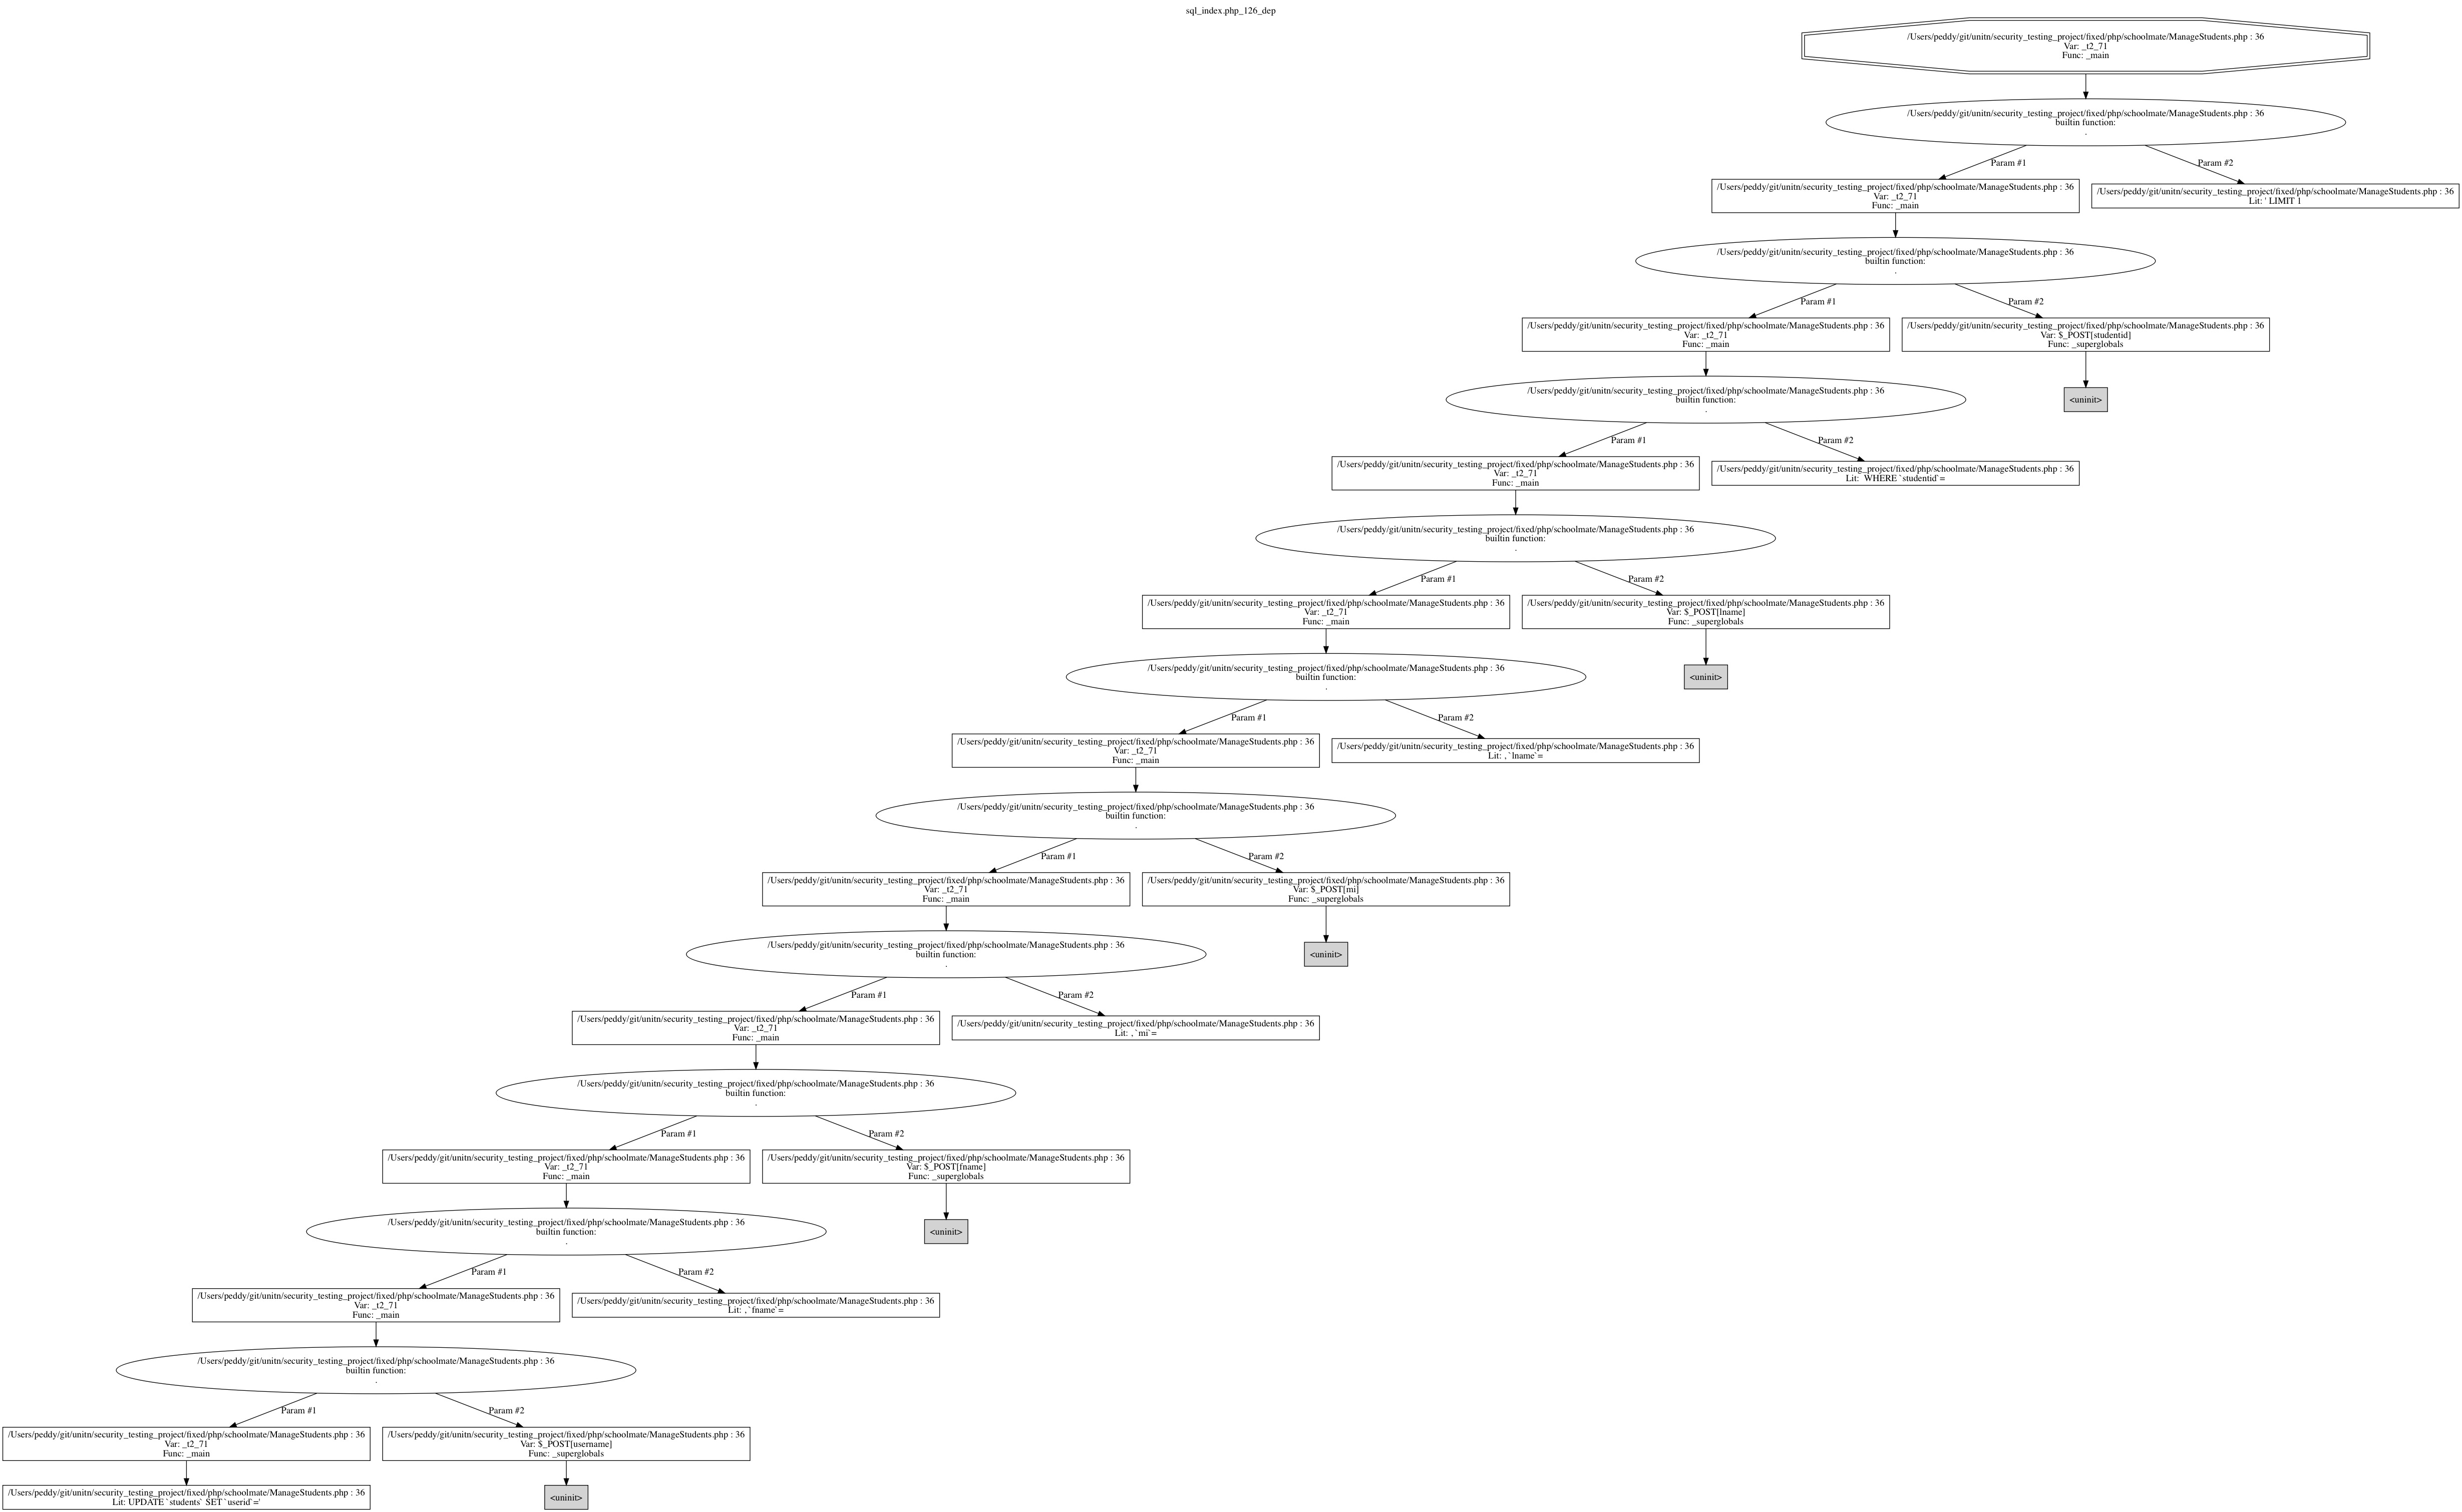 sql_index.php_126_dep
/Users/peddy/git/unitn/security_testing_project/fixed/php/schoolmate/ManageStudents.php : 36
Var: _t2_71
Func: _main
/Users/peddy/git/unitn/security_testing_project/fixed/php/schoolmate/ManageStudents.php : 36
builtin function:
.
Param #1
Param #2
/Users/peddy/git/unitn/security_testing_project/fixed/php/schoolmate/ManageStudents.php : 36
Var: _t2_71
Func: _main
/Users/peddy/git/unitn/security_testing_project/fixed/php/schoolmate/ManageStudents.php : 36
Lit: ' LIMIT 1
/Users/peddy/git/unitn/security_testing_project/fixed/php/schoolmate/ManageStudents.php : 36
builtin function:
.
Param #1
Param #2
/Users/peddy/git/unitn/security_testing_project/fixed/php/schoolmate/ManageStudents.php : 36
Var: _t2_71
Func: _main
/Users/peddy/git/unitn/security_testing_project/fixed/php/schoolmate/ManageStudents.php : 36
Var: $_POST[studentid]
Func: _superglobals
/Users/peddy/git/unitn/security_testing_project/fixed/php/schoolmate/ManageStudents.php : 36
builtin function:
.
<uninit>
Param #1
Param #2
/Users/peddy/git/unitn/security_testing_project/fixed/php/schoolmate/ManageStudents.php : 36
Var: _t2_71
Func: _main
/Users/peddy/git/unitn/security_testing_project/fixed/php/schoolmate/ManageStudents.php : 36
Lit:  WHERE `studentid`=
/Users/peddy/git/unitn/security_testing_project/fixed/php/schoolmate/ManageStudents.php : 36
builtin function:
.
Param #1
Param #2
/Users/peddy/git/unitn/security_testing_project/fixed/php/schoolmate/ManageStudents.php : 36
Var: _t2_71
Func: _main
/Users/peddy/git/unitn/security_testing_project/fixed/php/schoolmate/ManageStudents.php : 36
Var: $_POST[lname]
Func: _superglobals
/Users/peddy/git/unitn/security_testing_project/fixed/php/schoolmate/ManageStudents.php : 36
builtin function:
.
<uninit>
Param #1
Param #2
/Users/peddy/git/unitn/security_testing_project/fixed/php/schoolmate/ManageStudents.php : 36
Var: _t2_71
Func: _main
/Users/peddy/git/unitn/security_testing_project/fixed/php/schoolmate/ManageStudents.php : 36
Lit: , `lname`=
/Users/peddy/git/unitn/security_testing_project/fixed/php/schoolmate/ManageStudents.php : 36
builtin function:
.
Param #1
Param #2
/Users/peddy/git/unitn/security_testing_project/fixed/php/schoolmate/ManageStudents.php : 36
Var: _t2_71
Func: _main
/Users/peddy/git/unitn/security_testing_project/fixed/php/schoolmate/ManageStudents.php : 36
Var: $_POST[mi]
Func: _superglobals
/Users/peddy/git/unitn/security_testing_project/fixed/php/schoolmate/ManageStudents.php : 36
builtin function:
.
<uninit>
Param #1
Param #2
/Users/peddy/git/unitn/security_testing_project/fixed/php/schoolmate/ManageStudents.php : 36
Var: _t2_71
Func: _main
/Users/peddy/git/unitn/security_testing_project/fixed/php/schoolmate/ManageStudents.php : 36
Lit: , `mi`=
/Users/peddy/git/unitn/security_testing_project/fixed/php/schoolmate/ManageStudents.php : 36
builtin function:
.
Param #1
Param #2
/Users/peddy/git/unitn/security_testing_project/fixed/php/schoolmate/ManageStudents.php : 36
Var: _t2_71
Func: _main
/Users/peddy/git/unitn/security_testing_project/fixed/php/schoolmate/ManageStudents.php : 36
Var: $_POST[fname]
Func: _superglobals
/Users/peddy/git/unitn/security_testing_project/fixed/php/schoolmate/ManageStudents.php : 36
builtin function:
.
<uninit>
Param #1
Param #2
/Users/peddy/git/unitn/security_testing_project/fixed/php/schoolmate/ManageStudents.php : 36
Var: _t2_71
Func: _main
/Users/peddy/git/unitn/security_testing_project/fixed/php/schoolmate/ManageStudents.php : 36
Lit: , `fname`=
/Users/peddy/git/unitn/security_testing_project/fixed/php/schoolmate/ManageStudents.php : 36
builtin function:
.
Param #1
Param #2
/Users/peddy/git/unitn/security_testing_project/fixed/php/schoolmate/ManageStudents.php : 36
Var: _t2_71
Func: _main
/Users/peddy/git/unitn/security_testing_project/fixed/php/schoolmate/ManageStudents.php : 36
Var: $_POST[username]
Func: _superglobals
/Users/peddy/git/unitn/security_testing_project/fixed/php/schoolmate/ManageStudents.php : 36
Lit: UPDATE `students` SET `userid`='
<uninit>